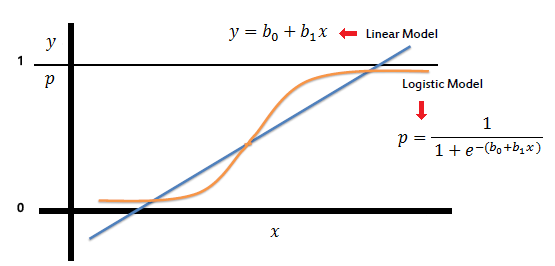 y = b₀ + b₁x
Linear Model
y
1
p
Logistic Model
p = 1 / (1 + e^−(b₀+b₁x))
0
x